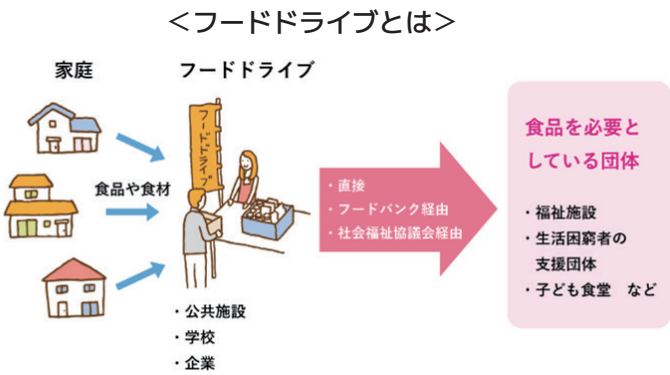 ＜フードドライブとは＞
家庭
フードドライブ
フードドライブ
食品や食材
・公共施設
・学校
・企業
・直接
・フードバンク経由
・社会福祉協議会経由
食品を必要と
している団体
・福祉施設
・生活困窮者の
支援団体
・子ども食堂　など